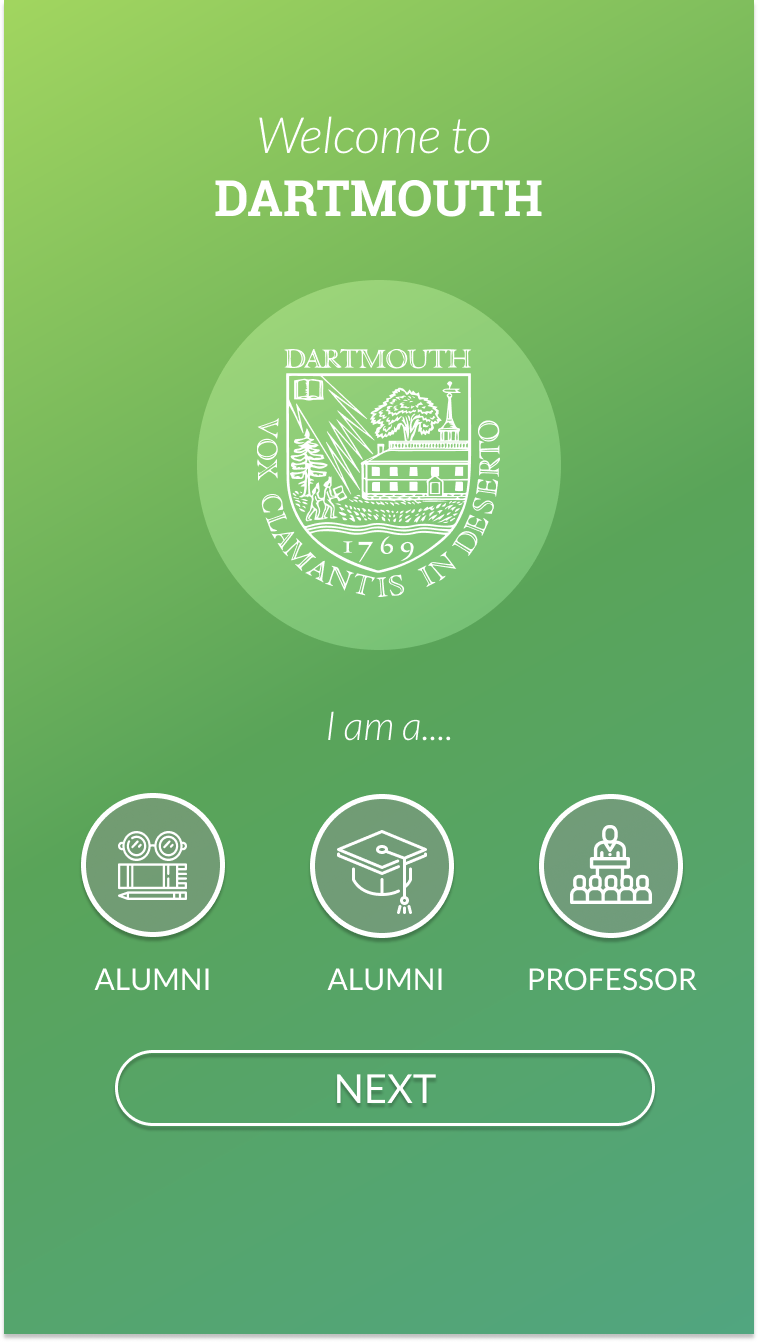 Welcome to
DARTMOUTH
DARTMOUTH
VOX CLAMANTIS IN DESERTO
1769
I am a....
ALUMNI
ALUMNI
PROFESSOR
NEXT